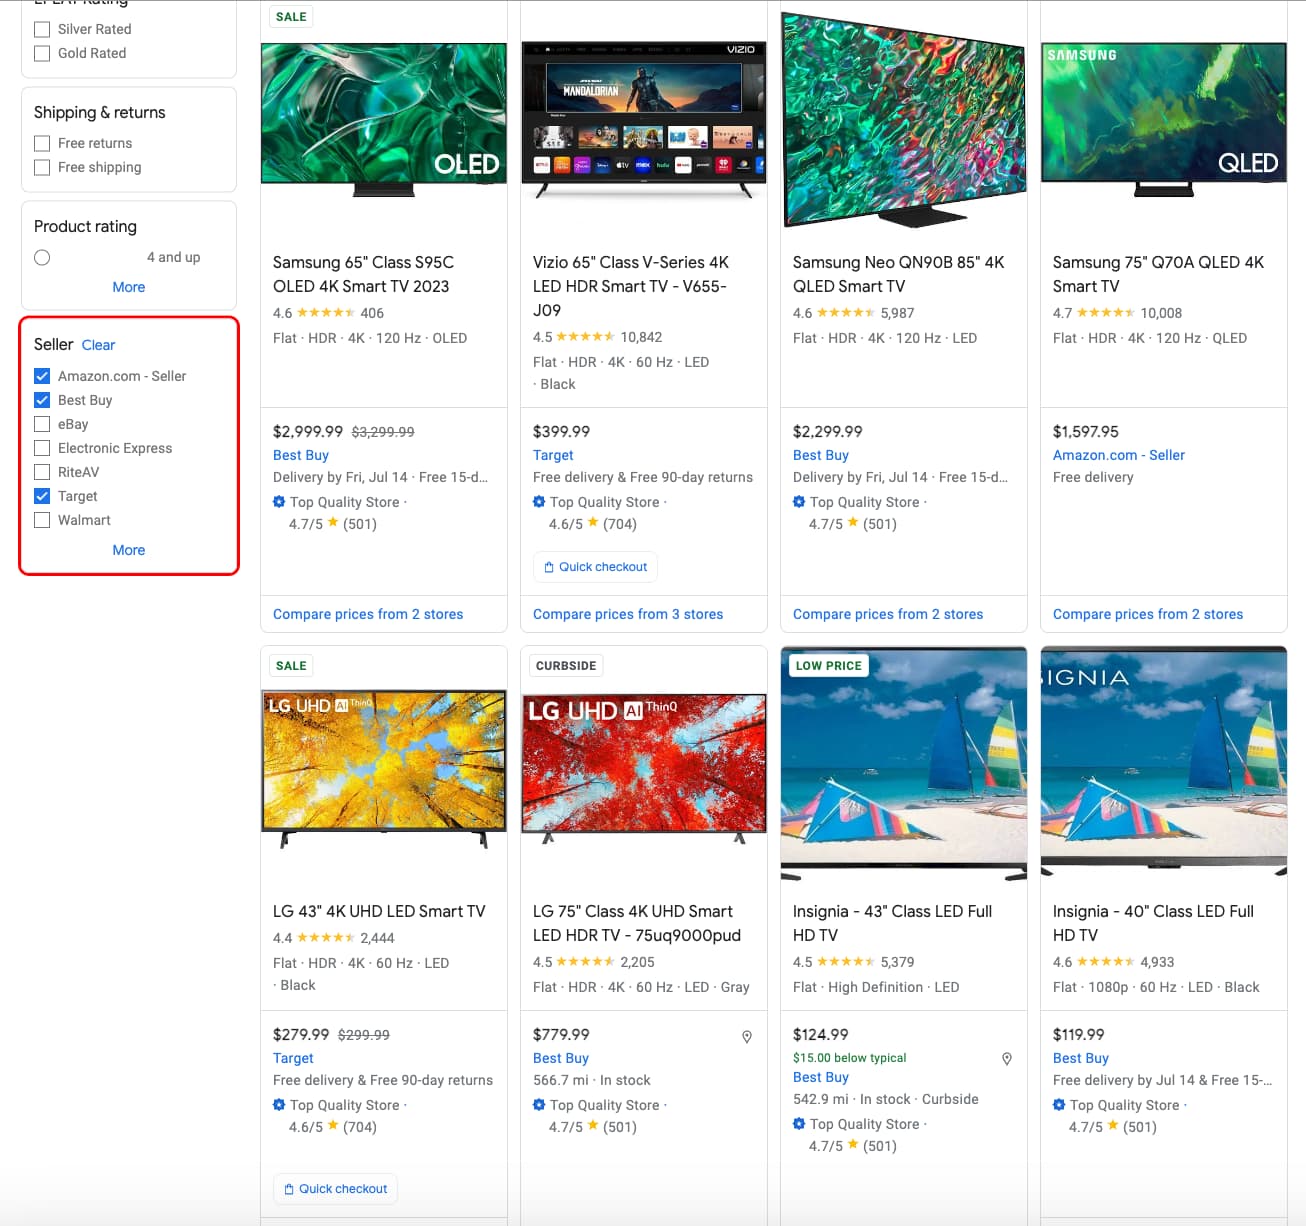 EPEAT Rating
Silver Rated
Gold Rated
Shipping & returns
Free returns
Free shipping
Product rating
4 and up
More
Seller Clear
Amazon.com - Seller
Best Buy
eBay
Electronic Express
RiteAV
Target
Walmart
More
SALE
OLED
Samsung 65" Class S95C
OLED 4K Smart TV 2023
4.6 ★★★★★ 406
Flat · HDR · 4K · 120 Hz · OLED
$2,999.99 $3,299.99
Best Buy
Delivery by Fri, Jul 14 · Free 15-d...
Top Quality Store ·
4.7/5 ★ (501)
Compare prices from 2 stores
VIZIO
STAR WARS
MANDALORIAN
Vizio 65" Class V-Series 4K
LED HDR Smart TV - V655-
J09
4.5 ★★★★★ 10,842
Flat · HDR · 4K · 60 Hz · LED
· Black
$399.99
Target
Free delivery & Free 90-day returns
Top Quality Store ·
4.6/5 ★ (704)
Quick checkout
Compare prices from 3 stores
Samsung Neo QN90B 85" 4K
QLED Smart TV
4.6 ★★★★★ 5,987
Flat · HDR · 4K · 120 Hz · LED
$2,299.99
Best Buy
Delivery by Fri, Jul 14 · Free 15-d...
Top Quality Store ·
4.7/5 ★ (501)
Compare prices from 2 stores
SAMSUNG
QLED
Samsung 75" Q70A QLED 4K
Smart TV
4.7 ★★★★★ 10,008
Flat · HDR · 4K · 120 Hz · QLED
$1,597.95
Amazon.com - Seller
Free delivery
Compare prices from 2 stores
SALE
LG UHD AI ThinQ
LG 43" 4K UHD LED Smart TV
4.4 ★★★★★ 2,444
Flat · HDR · 4K · 60 Hz · LED
· Black
$279.99 $299.99
Target
Free delivery & Free 90-day returns
Top Quality Store ·
4.6/5 ★ (704)
Quick checkout
CURBSIDE
LG UHD AI ThinQ
LG 75" Class 4K UHD Smart
LED HDR TV - 75uq9000pud
4.5 ★★★★★ 2,205
Flat · HDR · 4K · 60 Hz · LED · Gray
$779.99
Best Buy
566.7 mi · In stock
Top Quality Store ·
4.7/5 ★ (501)
LOW PRICE
Insignia - 43" Class LED Full
HD TV
4.5 ★★★★★ 5,379
Flat · High Definition · LED
$124.99
$15.00 below typical
Best Buy
542.9 mi · In stock · Curbside
Top Quality Store ·
4.7/5 ★ (501)
SIGNIA
Insignia - 40" Class LED Full
HD TV
4.6 ★★★★★ 4,933
Flat · 1080p · 60 Hz · LED · Black
$119.99
Best Buy
Free delivery by Jul 14 & Free 15-...
Top Quality Store ·
4.7/5 ★ (501)